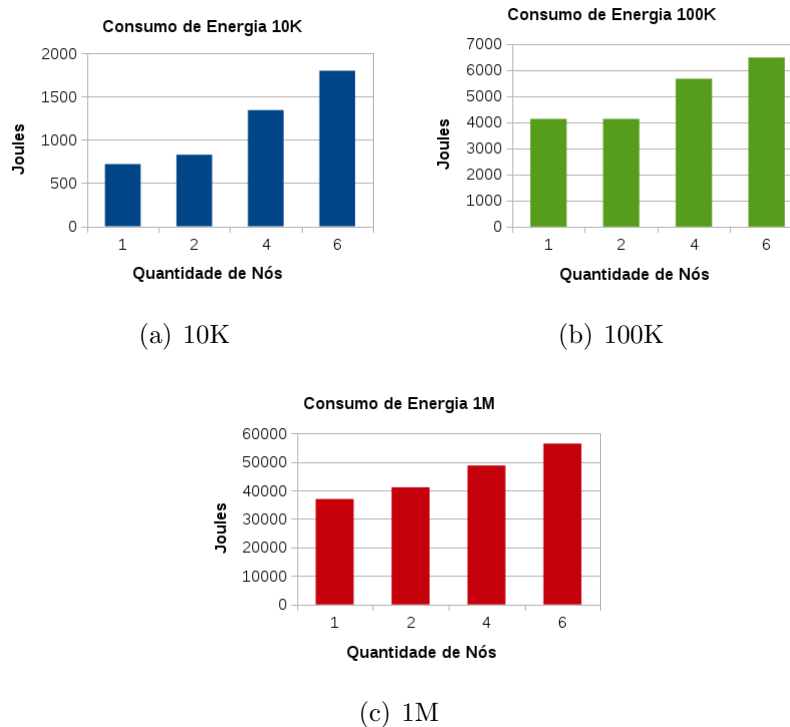 Consumo de Energia 10K
Joules
2000
1500
1000
500
0
1 2 4 6
Quantidade de Nós
(a) 10K
Consumo de Energia 100K
Joules
7000
6000
5000
4000
3000
2000
1000
0
1 2 4 6
Quantidade de Nós
(b) 100K
Consumo de Energia 1M
Joules
60000
50000
40000
30000
20000
10000
0
1 2 4 6
Quantidade de Nós
(c) 1M